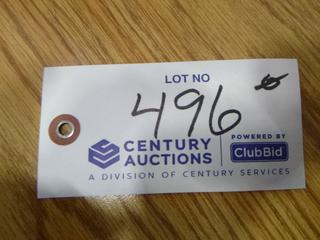 LOT NO
496
CENTURY
AUCTIONS
POWERED BY
ClubBid
A DIVISION OF CENTURY SERVICES